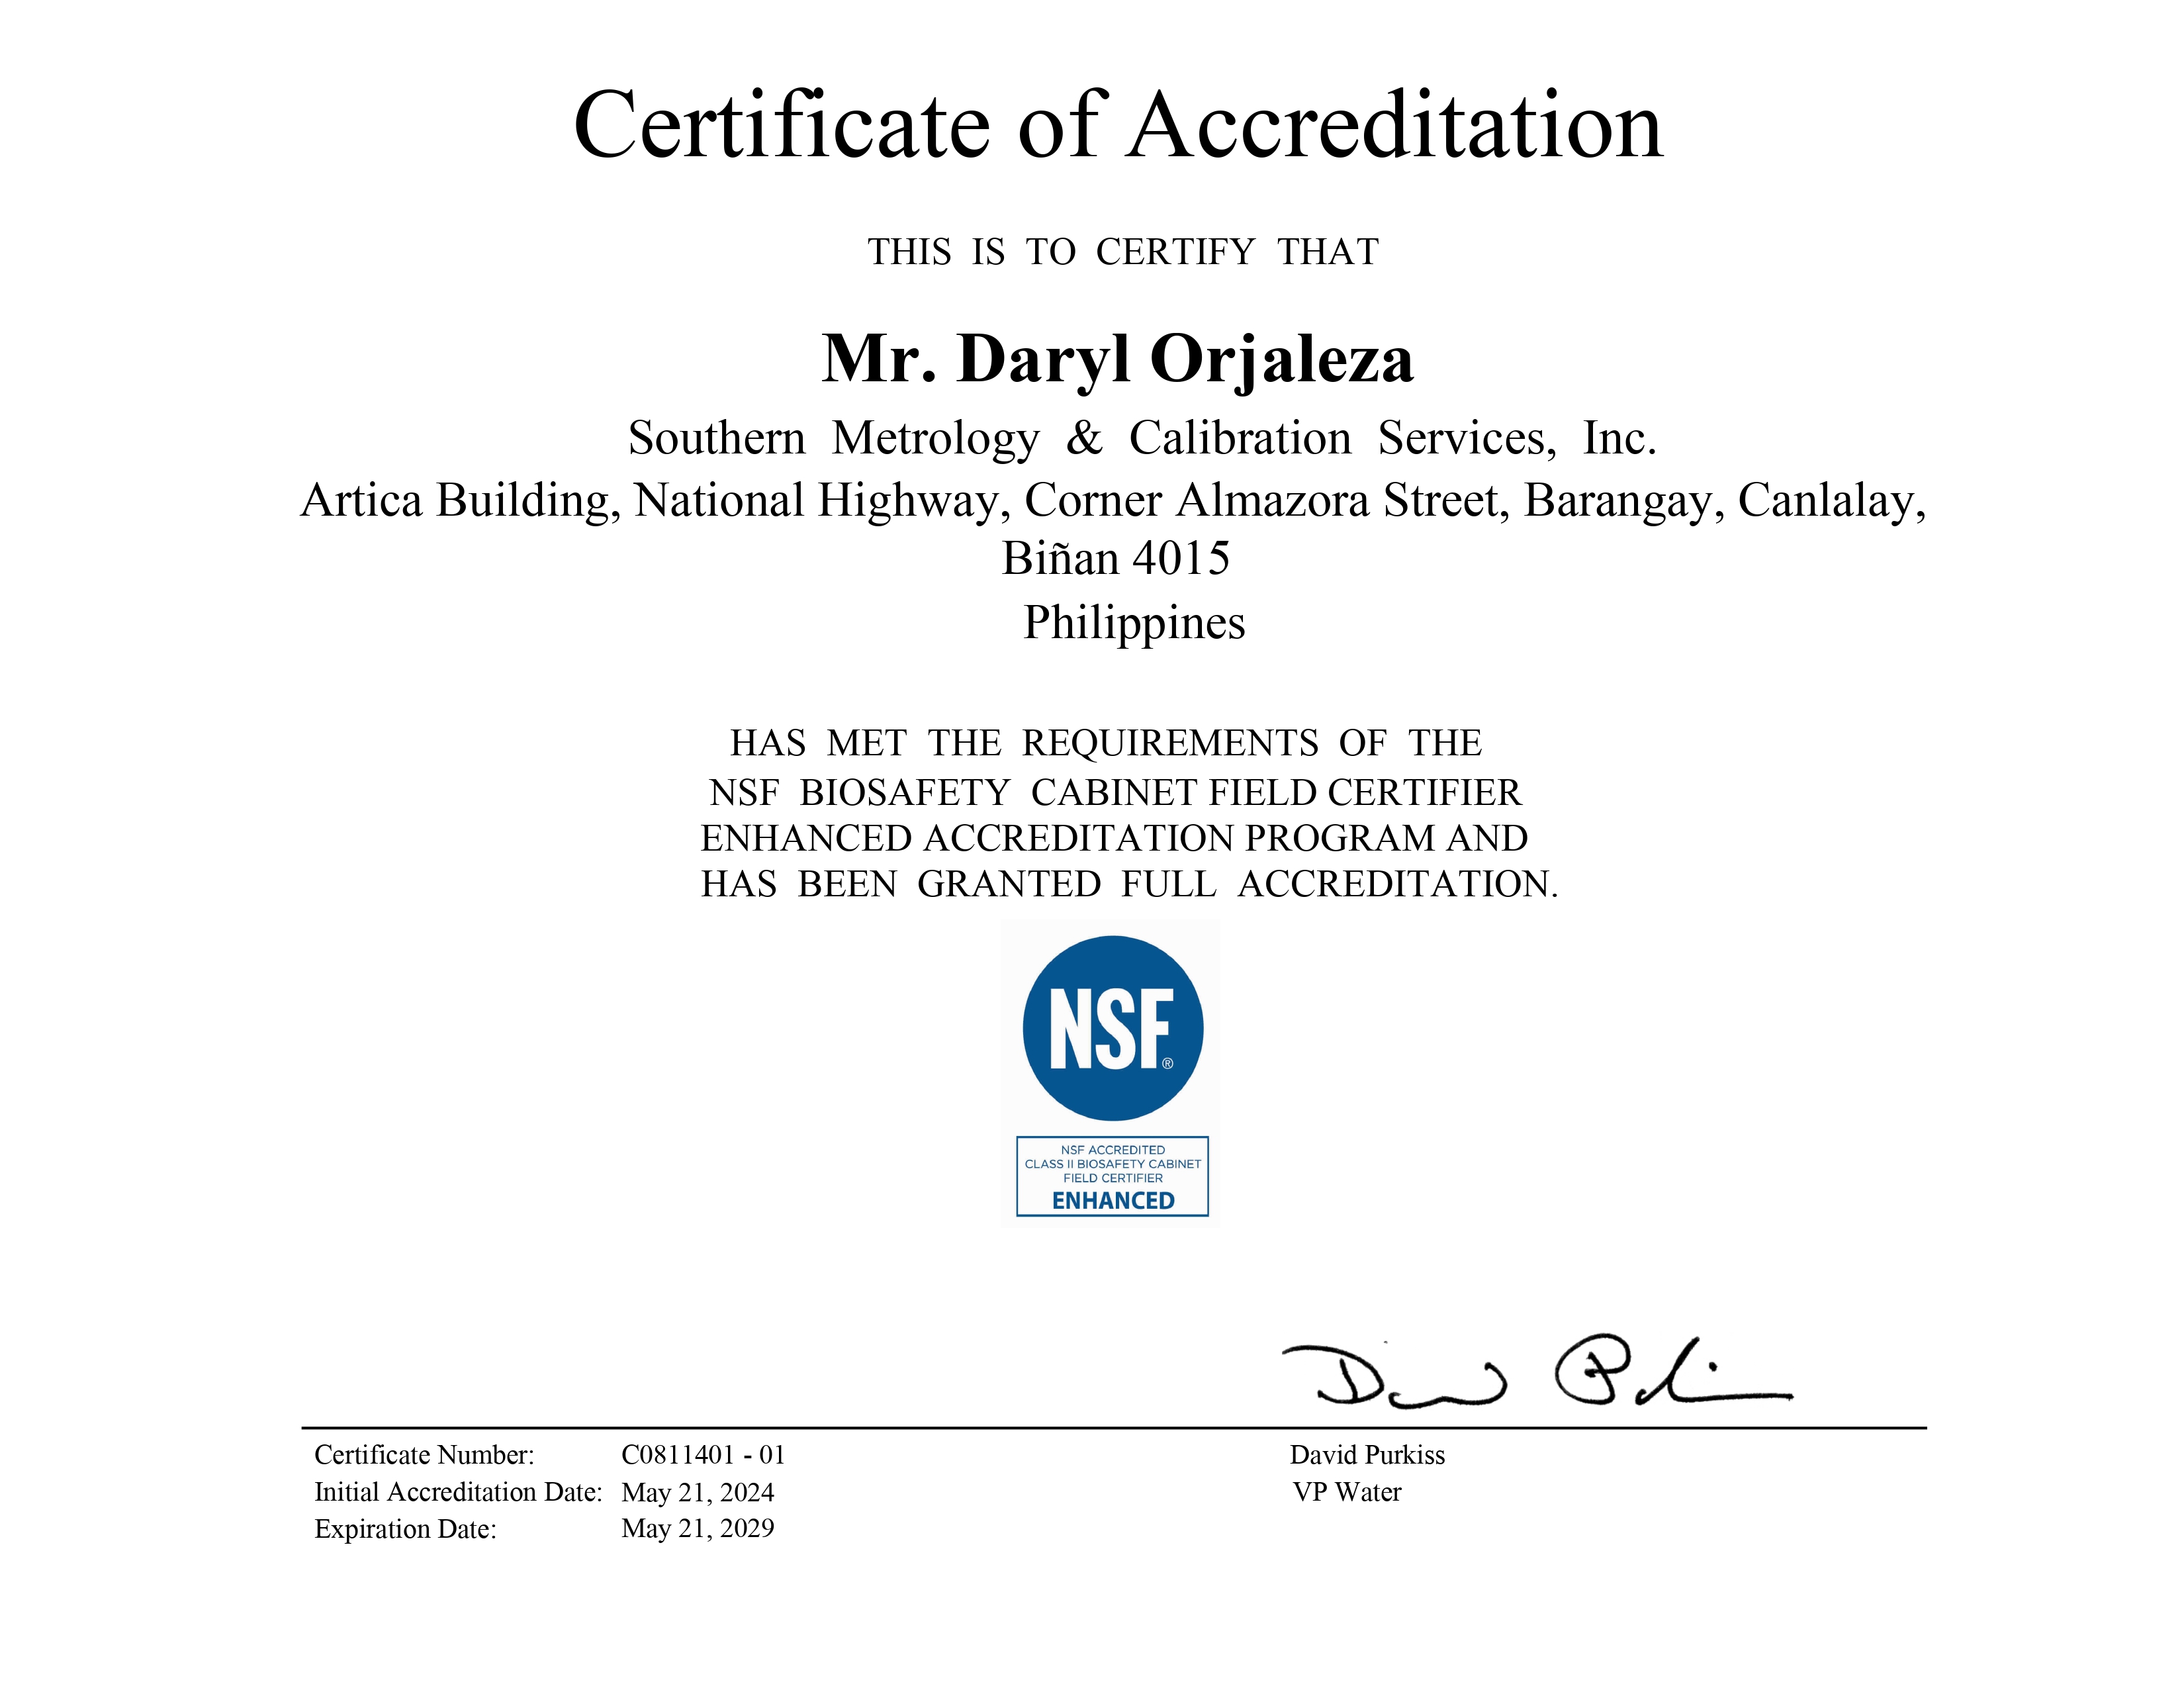 Certificate of Accreditation
THIS IS TO CERTIFY THAT
Mr. Daryl Orjaleza
Southern Metrology & Calibration Services, Inc.
Artica Building, National Highway, Corner Almazora Street, Barangay, Canlalay,
Biñan 4015
Philippines
HAS MET THE REQUIREMENTS OF THE
NSF BIOSAFETY CABINET FIELD CERTIFIER
ENHANCED ACCREDITATION PROGRAM AND
HAS BEEN GRANTED FULL ACCREDITATION.
NSF®
NSF ACCREDITED
CLASS II BIOSAFETY CABINET
FIELD CERTIFIER
ENHANCED
Certificate Number: C0811401 - 01
Initial Accreditation Date: May 21, 2024
Expiration Date: May 21, 2029
David Purkiss
VP Water